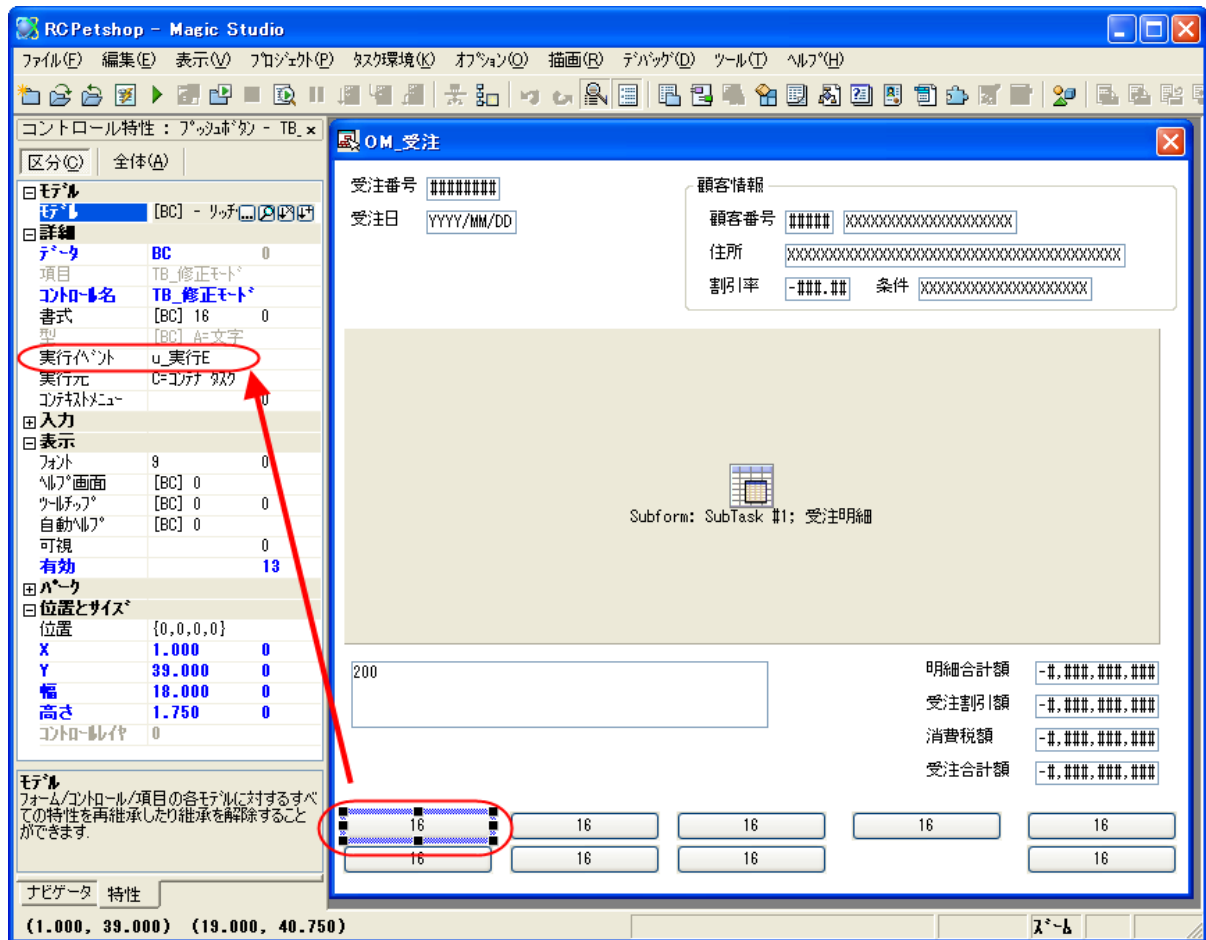 RCPetshop - Magic Studio
ファイル(F) 編集(E) 表示(V) プロジェクト(P) タスク環境(K) オプション(O) 描画(R) デバッグ(D) ツール(T) ヘルプ(H)
コントロール特性 : プッシュボタン - TB_
区分(C) 全体(A)
モデル
モデル [BC] - リッチ
詳細
データ BC 0
項目 TB_修正モード
コントロール名 TB_修正モード
書式 [BC] 16 0
型 [BC] A=文字
実行イベント u_実行E
実行元 C=コンテナ タスク
コンテキストメニュー 0
入力
表示
フォント 9 0
ヘルプ画面 [BC] 0
ツールチップ [BC] 0 0
自動ヘルプ [BC] 0
可視 0
有効 13
パーク
位置とサイズ
位置 {0,0,0,0}
X 1.000 0
Y 39.000 0
幅 18.000 0
高さ 1.750 0
コントロールレイヤ 0
モデル
フォーム/コントロール/項目の各モデルに対するすべ
ての特性を再継承したり継承を解除すること
ができます.
ナビゲータ 特性
OM_受注
受注番号 ########
受注日 YYYY/MM/DD
顧客情報
顧客番号 ##### XXXXXXXXXXXXXXXXXXXX
住所 XXXXXXXXXXXXXXXXXXXXXXXXXXXXXXXXXXXXXXXX
割引率 -###.## 条件 XXXXXXXXXXXXXXXXXXXX
Subform: SubTask #1; 受注明細
200
明細合計額 -#,###,###,###
受注割引額 -#,###,###,###
消費税額 -#,###,###,###
受注合計額 -#,###,###,###
16 16 16 16 16
16 16 16 16
(1.000, 39.000) (19.000, 40.750) ズーム